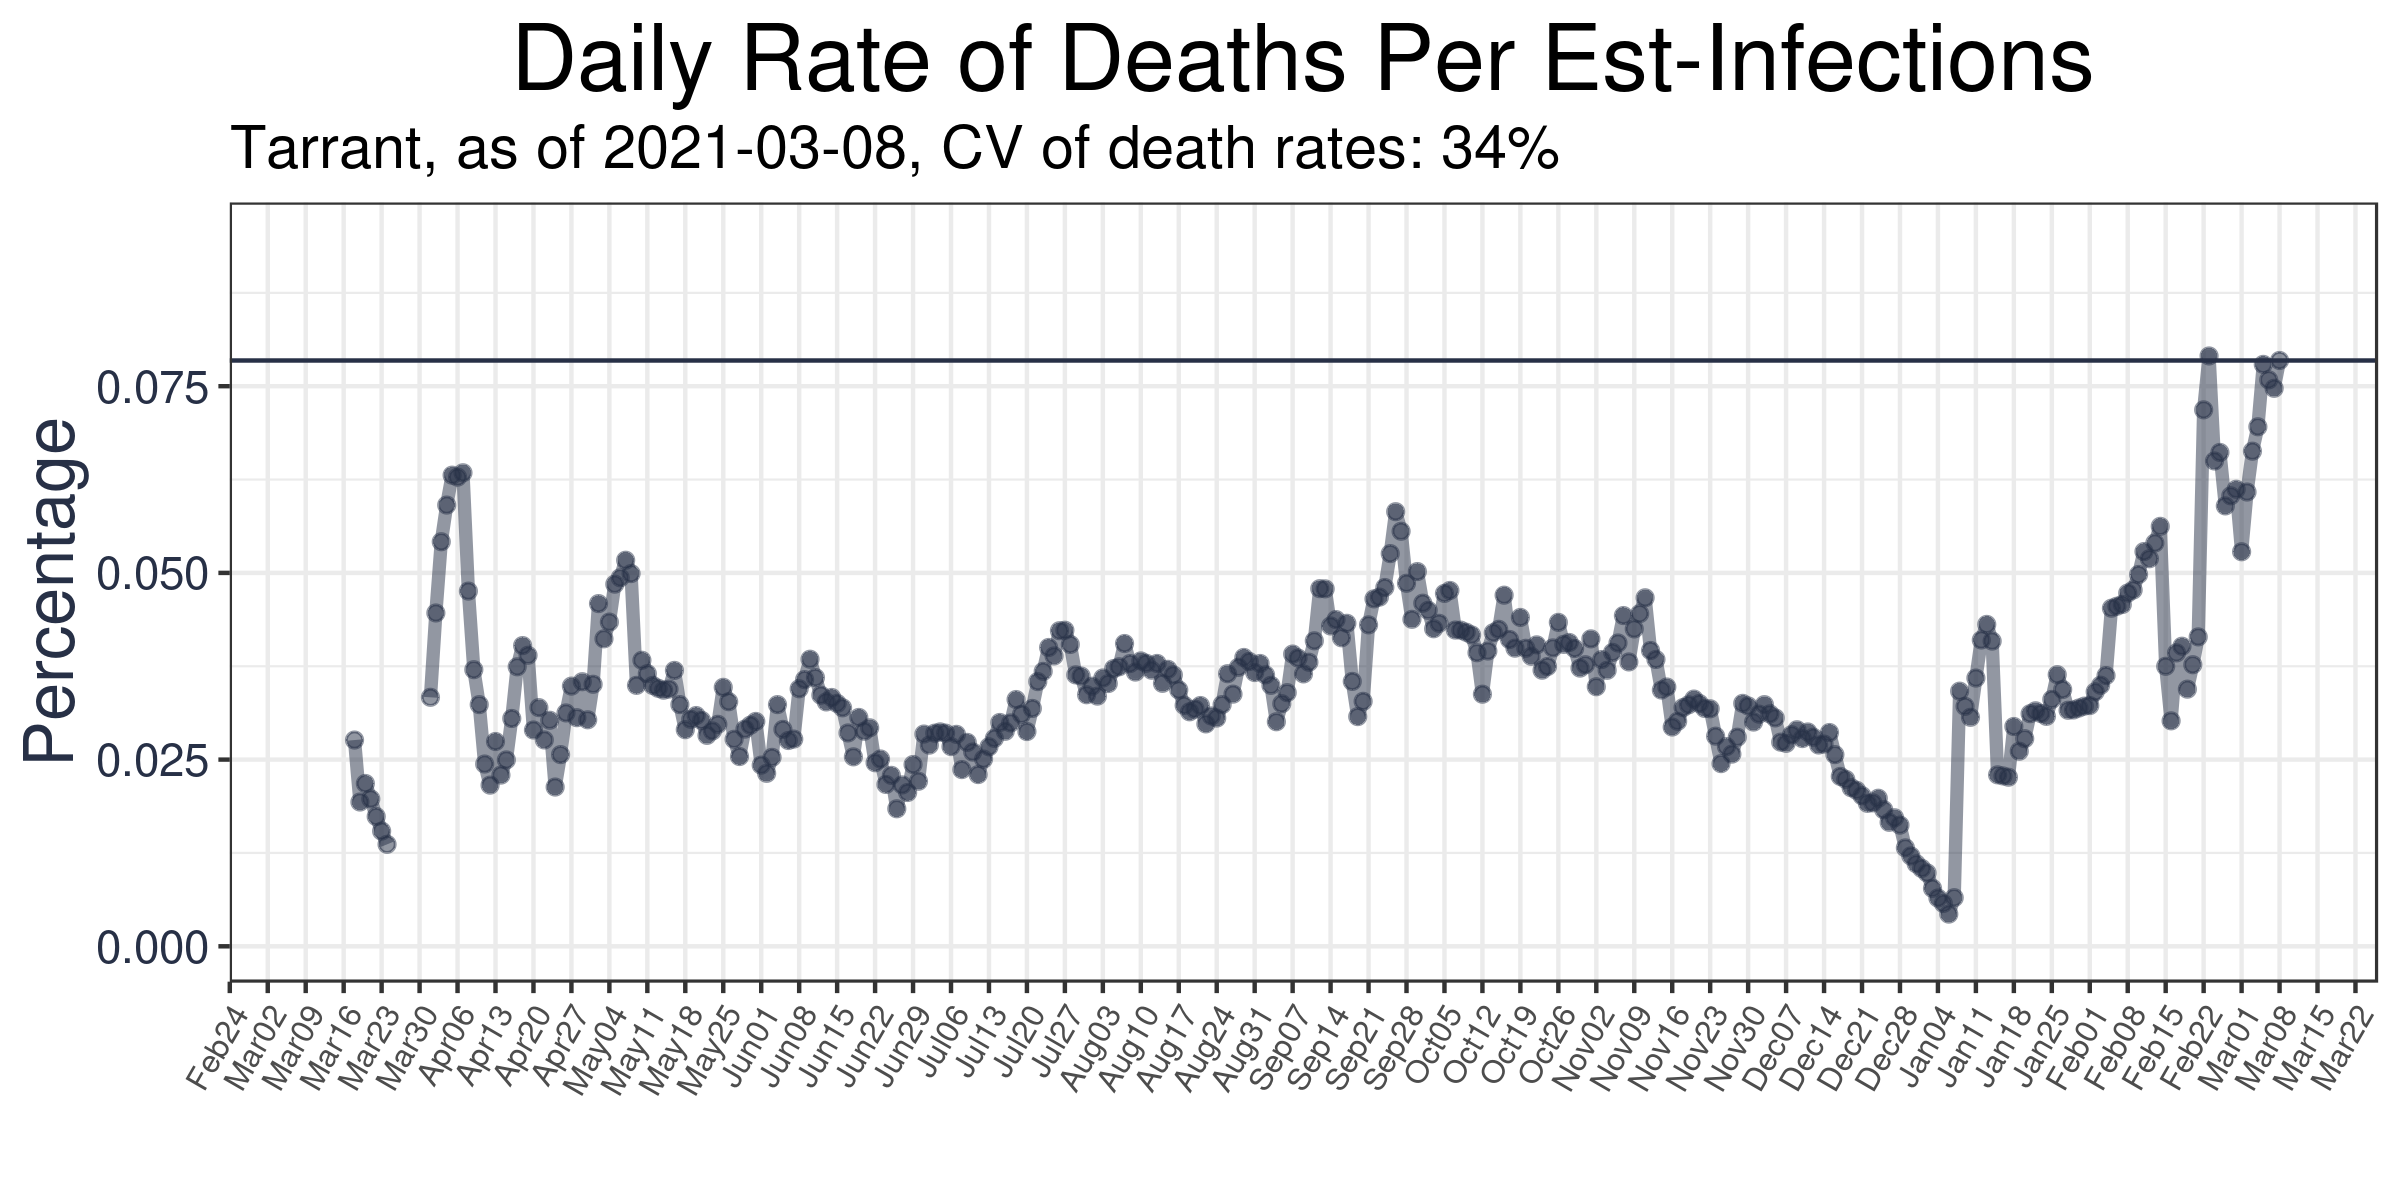 Daily Rate of Deaths Per Est-Infections
Tarrant, as of 2021-03-08, CV of death rates: 34%
Percentage
0.075
0.050
0.025
0.000
Feb24
Mar02
Mar09
Mar16
Mar23
Mar30
Apr06
Apr13
Apr20
Apr27
May04
May11
May18
May25
Jun01
Jun08
Jun15
Jun22
Jun29
Jul06
Jul13
Jul20
Jul27
Aug03
Aug10
Aug17
Aug24
Aug31
Sep07
Sep14
Sep21
Sep28
Oct05
Oct12
Oct19
Oct26
Nov02
Nov09
Nov16
Nov23
Nov30
Dec07
Dec14
Dec21
Dec28
Jan04
Jan11
Jan18
Jan25
Feb01
Feb08
Feb15
Feb22
Mar01
Mar08
Mar15
Mar22